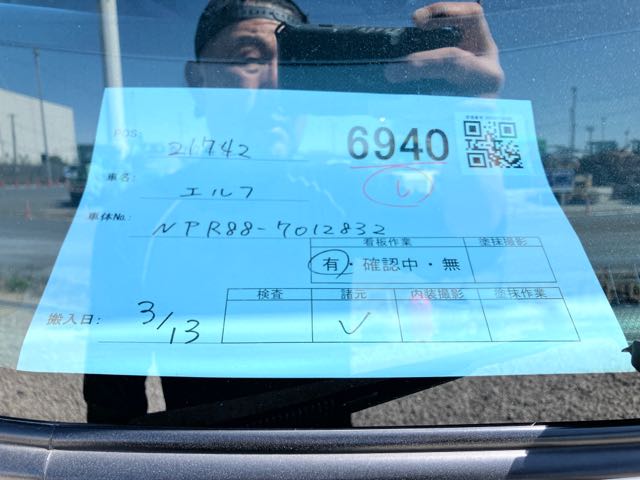 POS: 21742
6940
い
車名: エルフ
車体No. NPR88-7012832
看板作業 塗抹撮影
有・確認中・無
検査 諸元 内装撮影 塗抹作業
搬入日: 3/13 ✓